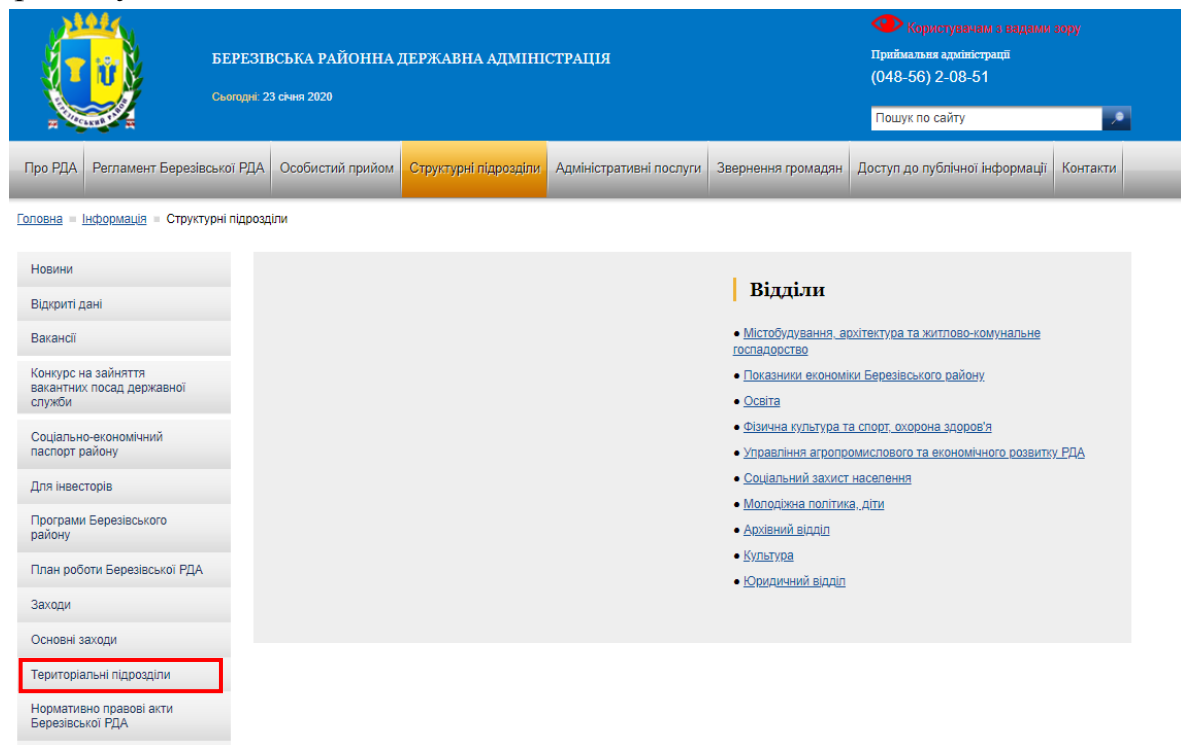 Користувачам з вадами зору
БЕРЕЗІВСЬКА РАЙОННА ДЕРЖАВНА АДМІНІСТРАЦІЯ
Приймальня адміністрації
(048-56) 2-08-51
Сьогодні: 23 січня 2020
Пошук по сайту
БЕРЕЗІВСЬКИЙ РАЙОН
Про РДА Регламент Березівської РДА Особистий прийом Структурні підрозділи Адміністративні послуги Звернення громадян Доступ до публічної інформації Контакти
Головна Інформація Структурні підрозділи
Новини
Відкриті дані
Вакансії
Конкурс на зайняття
вакантних посад державної
служби
Соціально-економічний
паспорт району
Для інвесторів
Програми Березівського
району
План роботи Березівської РДА
Заходи
Основні заходи
Територіальні підрозділи
Нормативно правові акти
Березівської РДА
Відділи
• Містобудування, архітектура та житлово-комунальне
господорство
• Показники економіки Березівського району
• Освіта
• Фізична культура та спорт, охорона здоров'я
• Управління агропромислового та економічного розвитку РДА
• Соціальний захист населення
• Молодіжна політика, діти
• Архівний відділ
• Культура
• Юридичний відділ